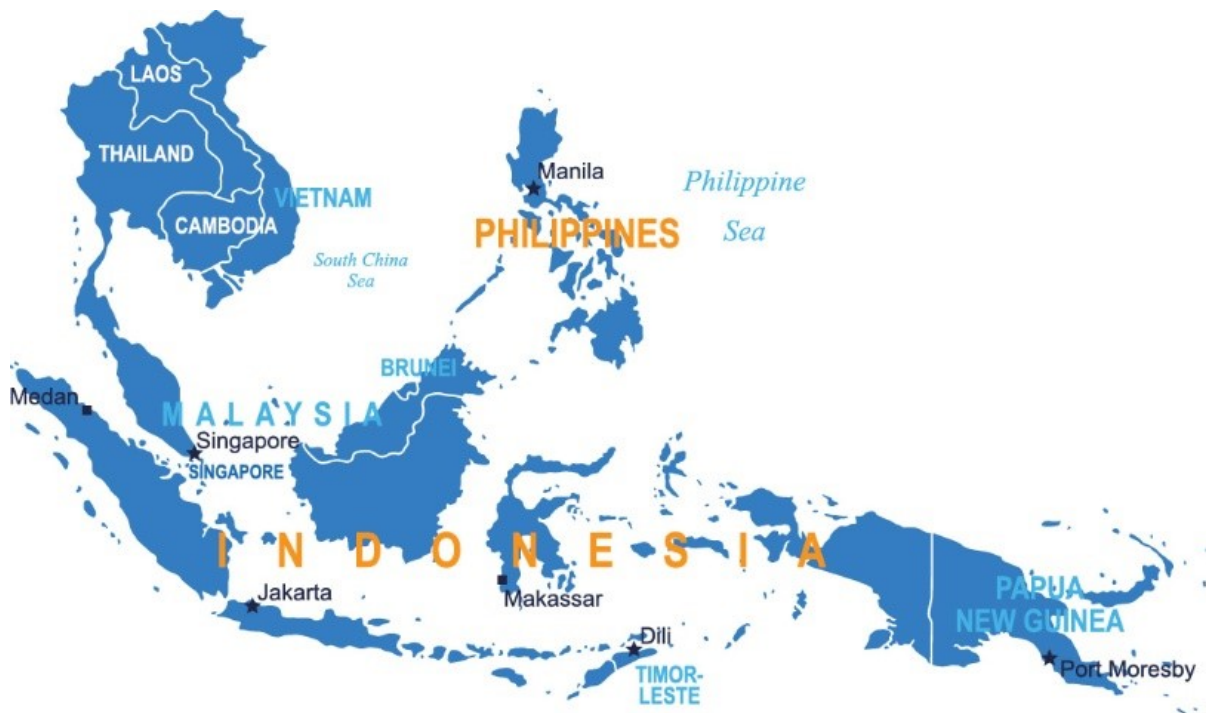 LAOS
THAILAND
VIETNAM
CAMBODIA
South China
Sea
Manila
PHILIPPINES
Philippine
Sea
BRUNEI
Medan
MALAYSIA
Singapore
SINGAPORE
INDONESIA
Jakarta
Makassar
Dili
TIMOR-
LESTE
PAPUA
NEW GUINEA
Port Moresby